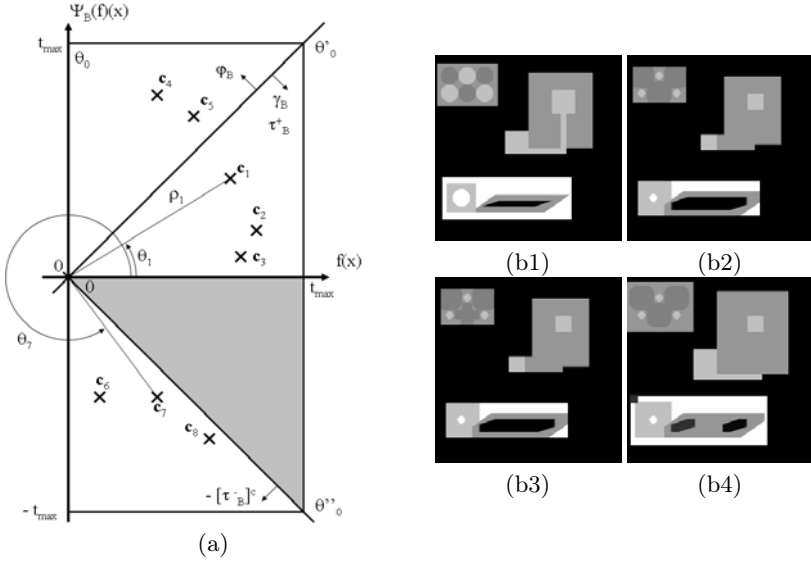 Ψ_B(f)(x)
t_max
θ_0
θ'_0
c_4
φ_B
c_5
γ_B
τ^+_B
c_1
ρ_1
c_2
θ_1
c_3
0
f(x)
0
t_max
θ_7
c_6
c_7
c_8
- [τ^-_B]^c
θ''_0
- t_max
(a)
(b1)
(b2)
(b3)
(b4)